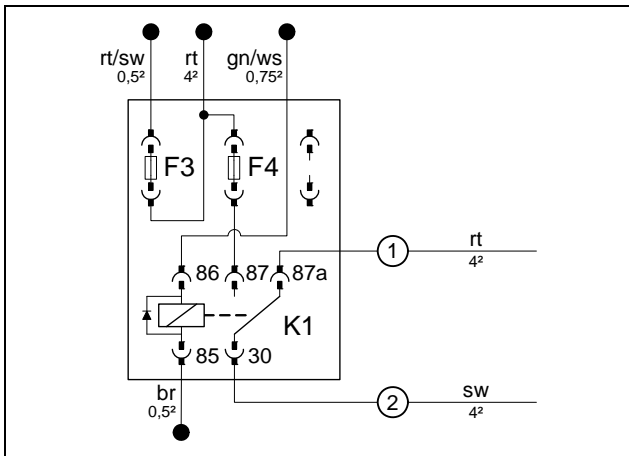 rt/sw rt gn/ws
0,5² 4² 0,75²
F3 F4
1 rt
4²
86 87 87a
K1
85 30
br
0,5²
2 sw
4²